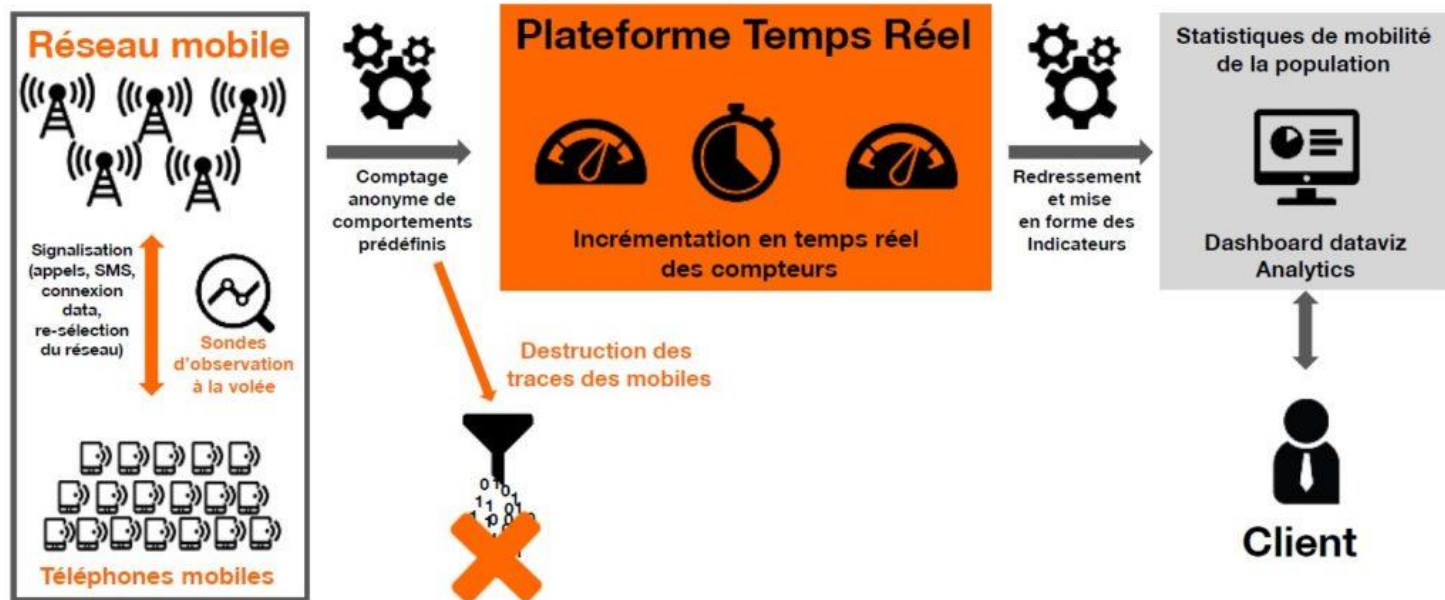 Réseau mobile
Signalisation
(appels, SMS,
connexion
data,
re-sélection
du réseau)
Sondes
d'observation
à la volée
Téléphones mobiles
Comptage
anonyme de
comportements
prédéfinis
Destruction des
traces des mobiles
Plateforme Temps Réel
Incrémentation en temps réel
des compteurs
Redressement
et mise
en forme des
Indicateurs
Statistiques de mobilité
de la population
Dashboard dataviz
Analytics
Client